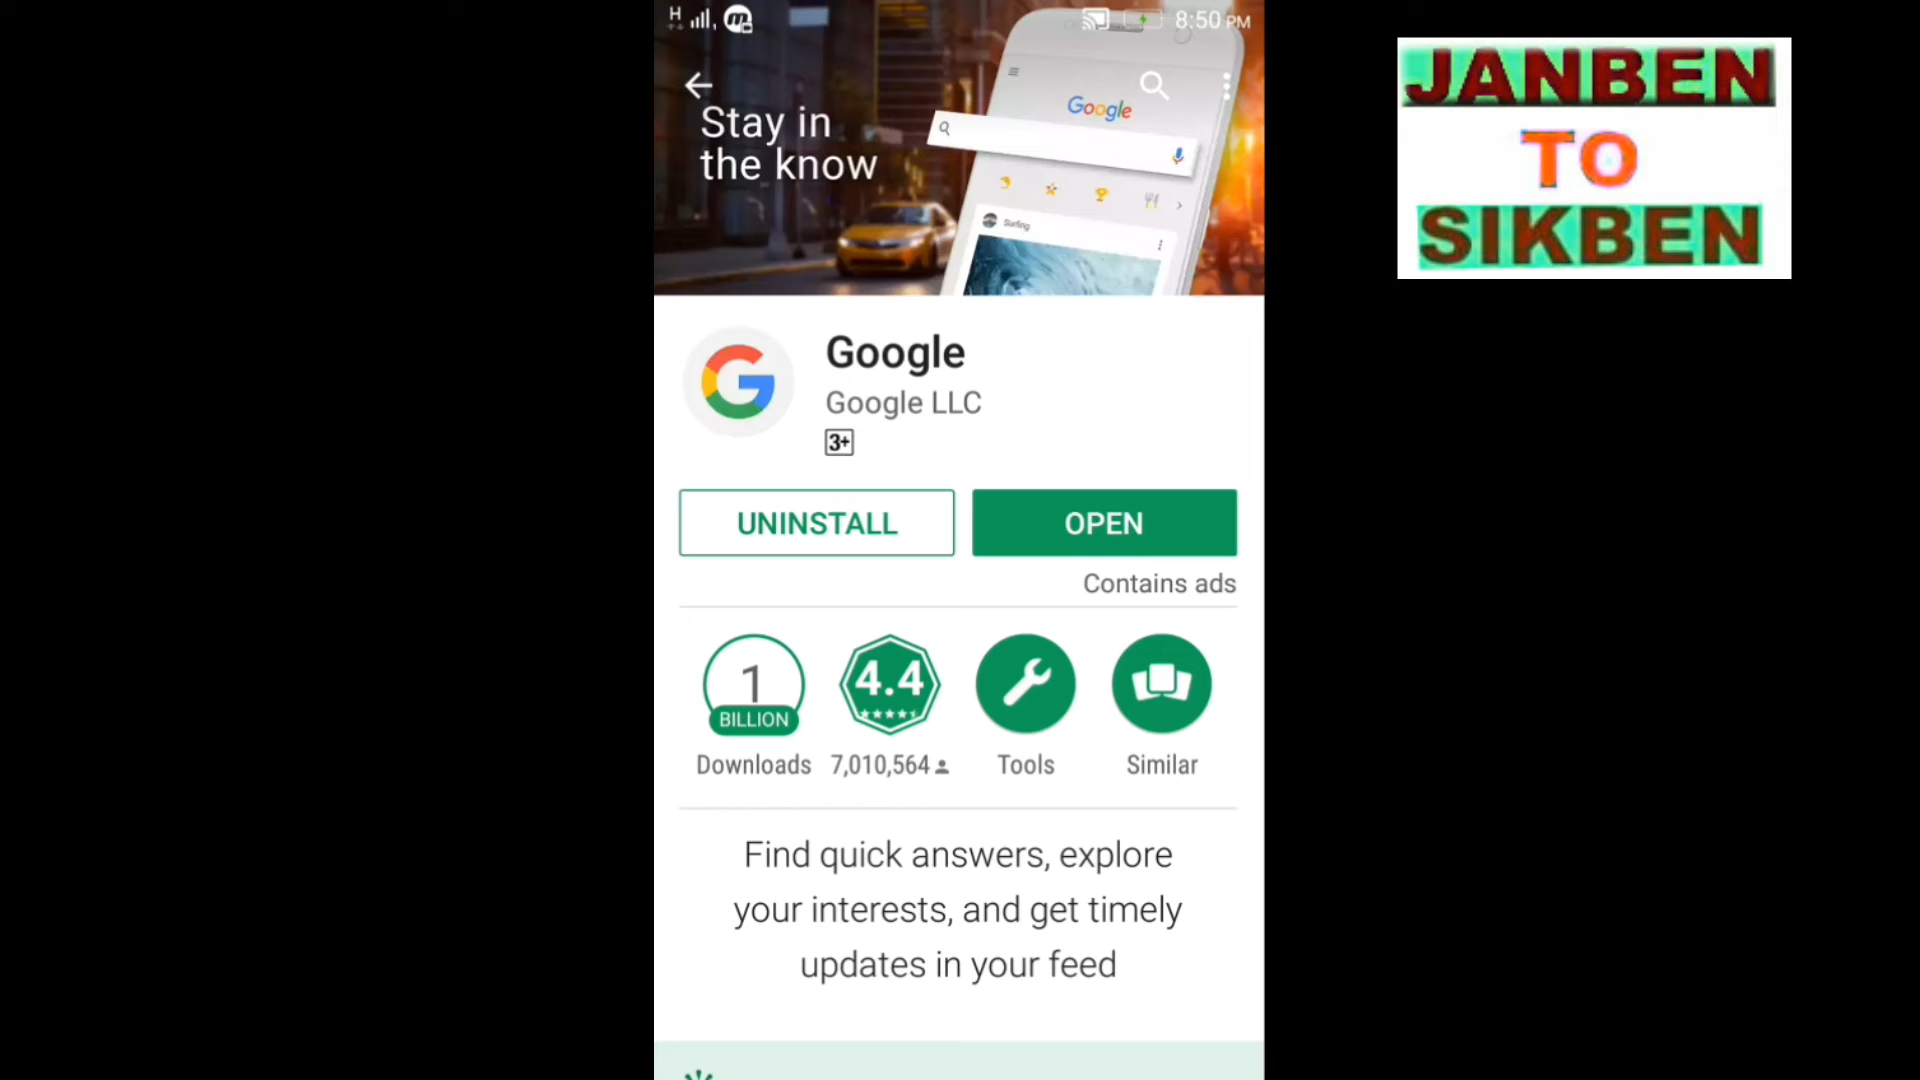 H
8:50 PM
Stay in
the know
Google
Surfing
JANBEN
TO
SIKBEN
Google
Google LLC
3+
UNINSTALL
OPEN
Contains ads
1
BILLION
4.4
Downloads
7,010,564
Tools
Similar
Find quick answers, explore
your interests, and get timely
updates in your feed